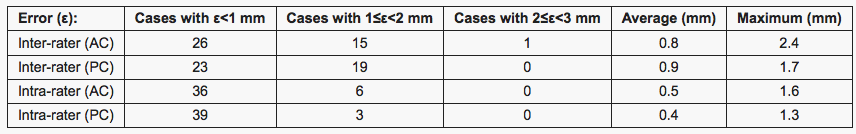 Error (ε): Cases with ε<1 mm Cases with 1≤ε<2 mm Cases with 2≤ε<3 mm Average (mm) Maximum (mm)
Inter-rater (AC) 26 15 1 0.8 2.4
Inter-rater (PC) 23 19 0 0.9 1.7
Intra-rater (AC) 36 6 0 0.5 1.6
Intra-rater (PC) 39 3 0 0.4 1.3